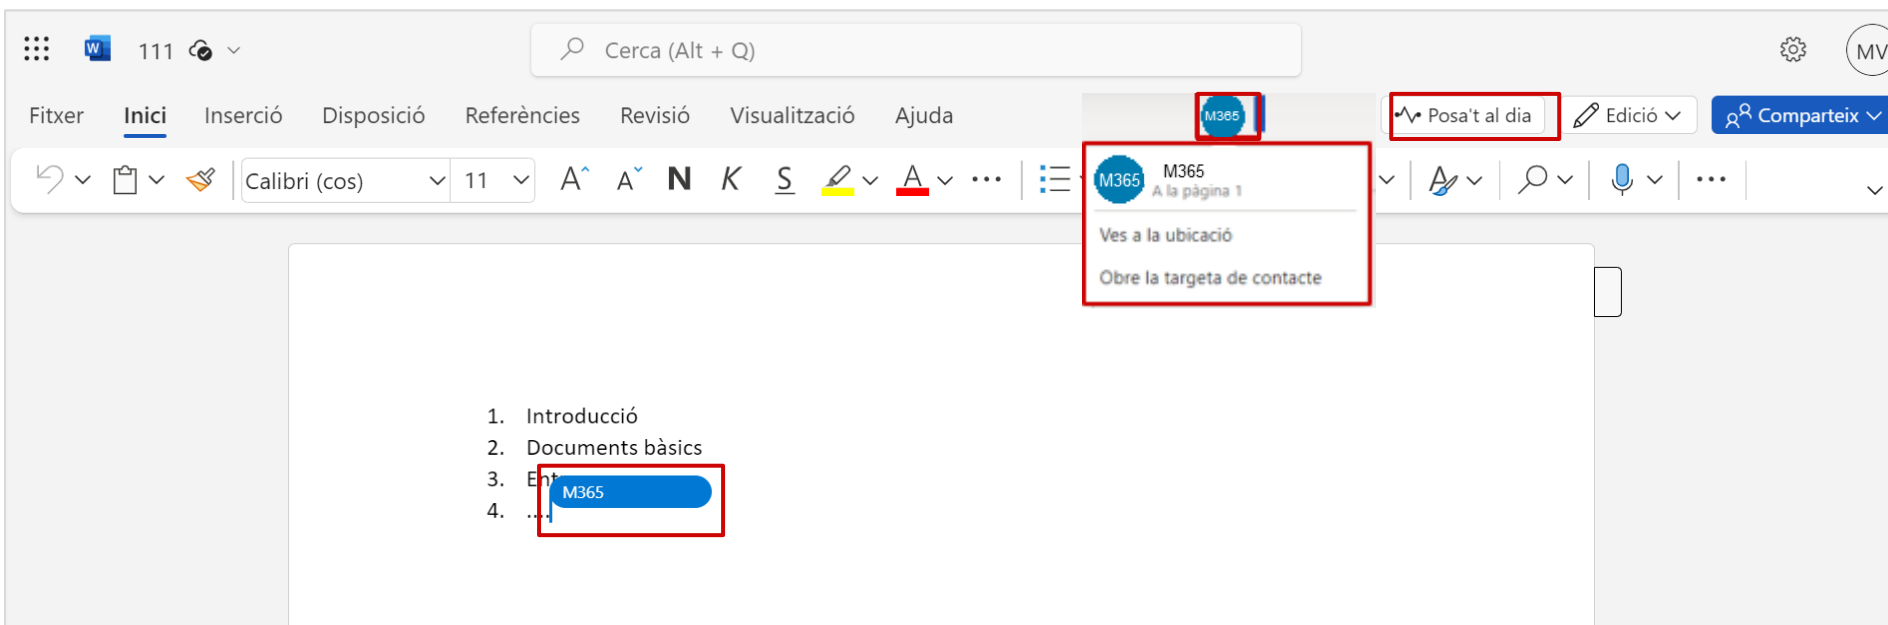 111
Cerca (Alt + Q)
MV
Fitxer Inici Inserció Disposició Referències Revisió Visualització Ajuda
M365
Posa't al dia
Edició
Comparteix
Calibri (cos) 11 A A N K S A
M365
M365
A la pàgina 1
Ves a la ubicació
Obre la targeta de contacte
1. Introducció
2. Documents bàsics
3. Ent
M365
4. ....